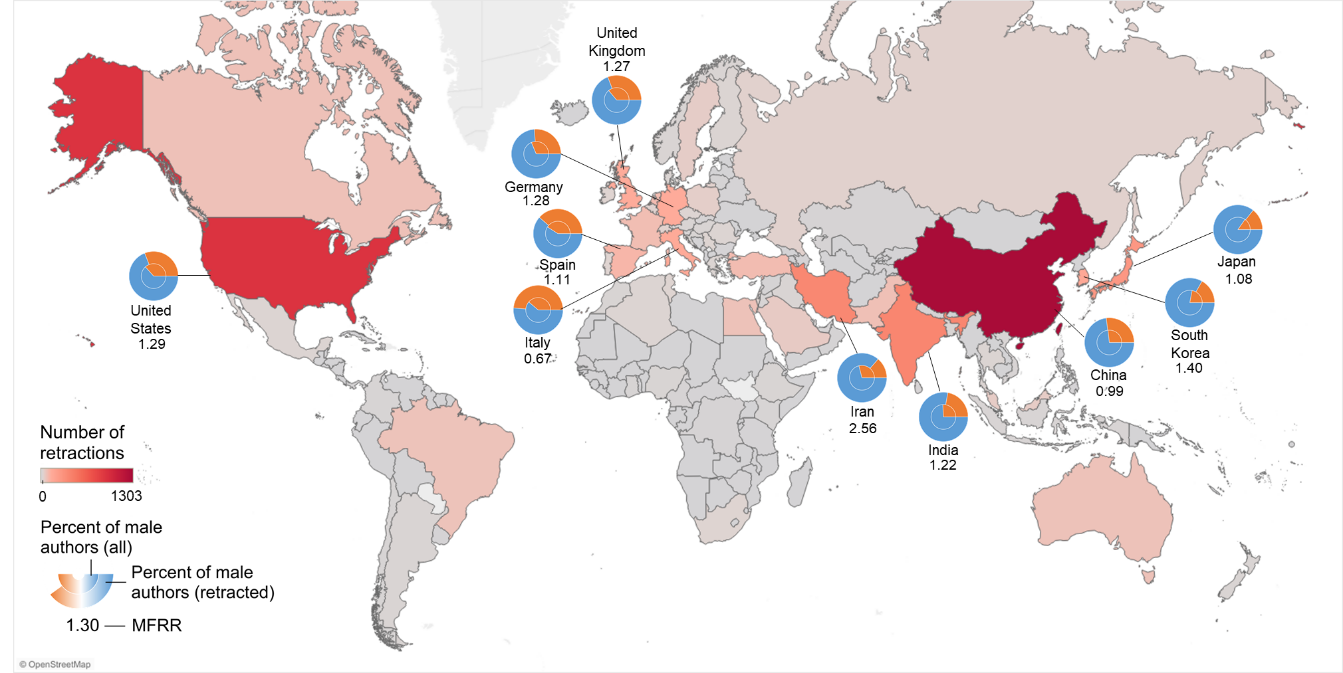 United
Kingdom
1.27
Germany
1.28
Spain
1.11
Italy
0.67
United
States
1.29
Japan
1.08
South
Korea
1.40
China
0.99
Iran
2.56
India
1.22
Number of
retractions
0 1303
Percent of male
authors (all)
Percent of male
authors (retracted)
1.30 — MFRR
© OpenStreetMap